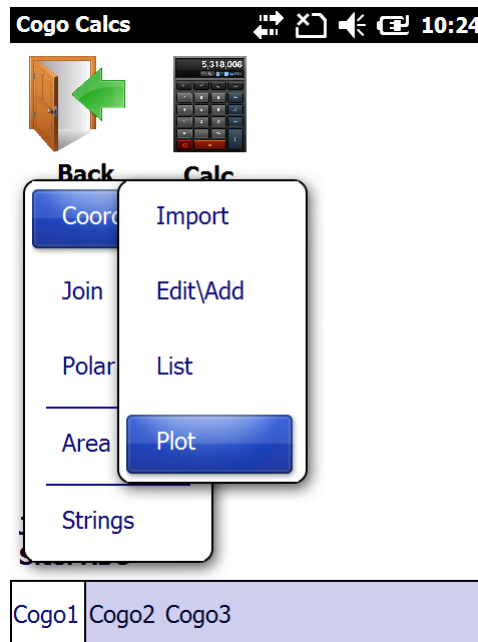 Cogo Calcs 10:24
5,318,006
Back Calc
Coord
Import
Join
Edit\Add
Polar
List
Area
Plot
Strings
Cogo1 Cogo2 Cogo3